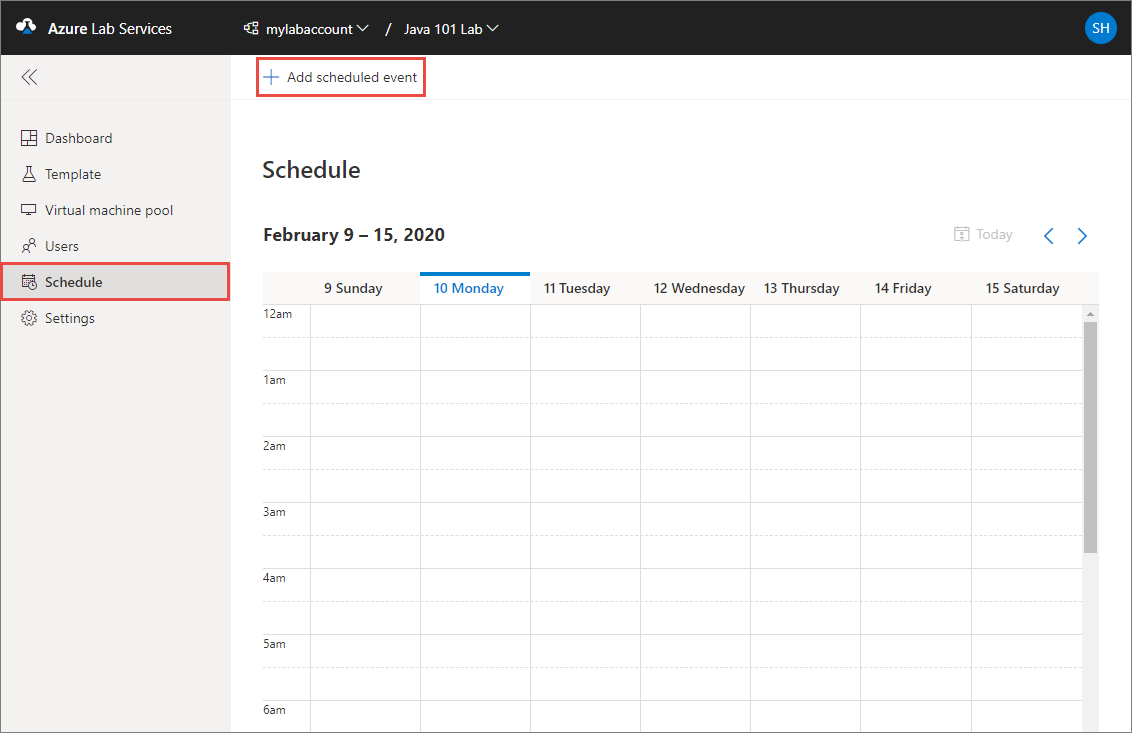 Azure Lab Services
mylabaccount / Java 101 Lab
SH
+ Add scheduled event
Dashboard
Template
Virtual machine pool
Users
Schedule
Settings
Schedule
February 9 – 15, 2020
Today
9 Sunday 10 Monday 11 Tuesday 12 Wednesday 13 Thursday 14 Friday 15 Saturday
12am
1am
2am
3am
4am
5am
6am